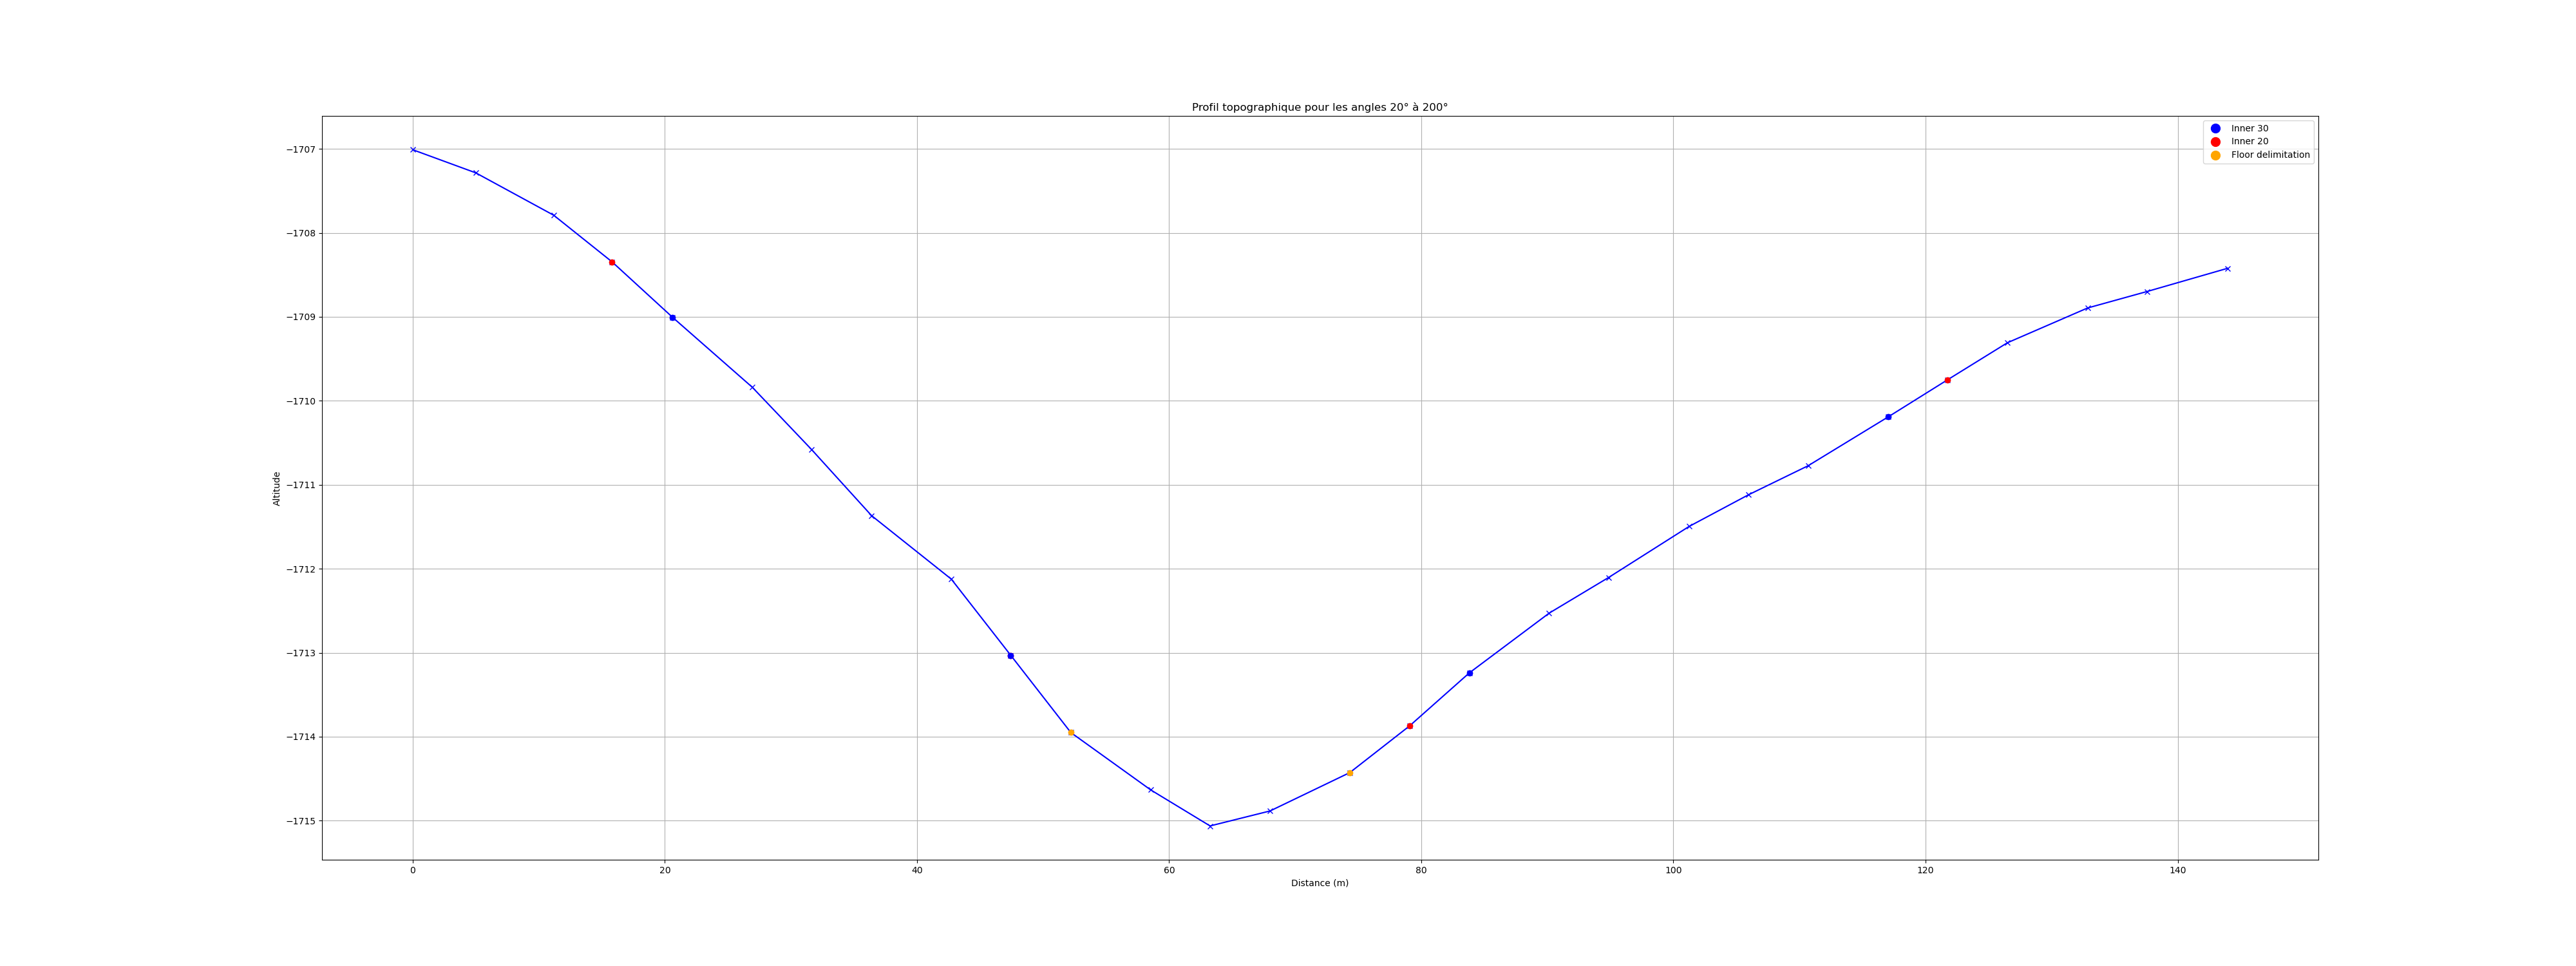 Profil topographique pour les angles 20° à 200°
Inner 30
Inner 20
Floor delimitation
Altitude
−1707
−1708
−1709
−1710
−1711
−1712
−1713
−1714
−1715
0 20 40 60 80 100 120 140
Distance (m)